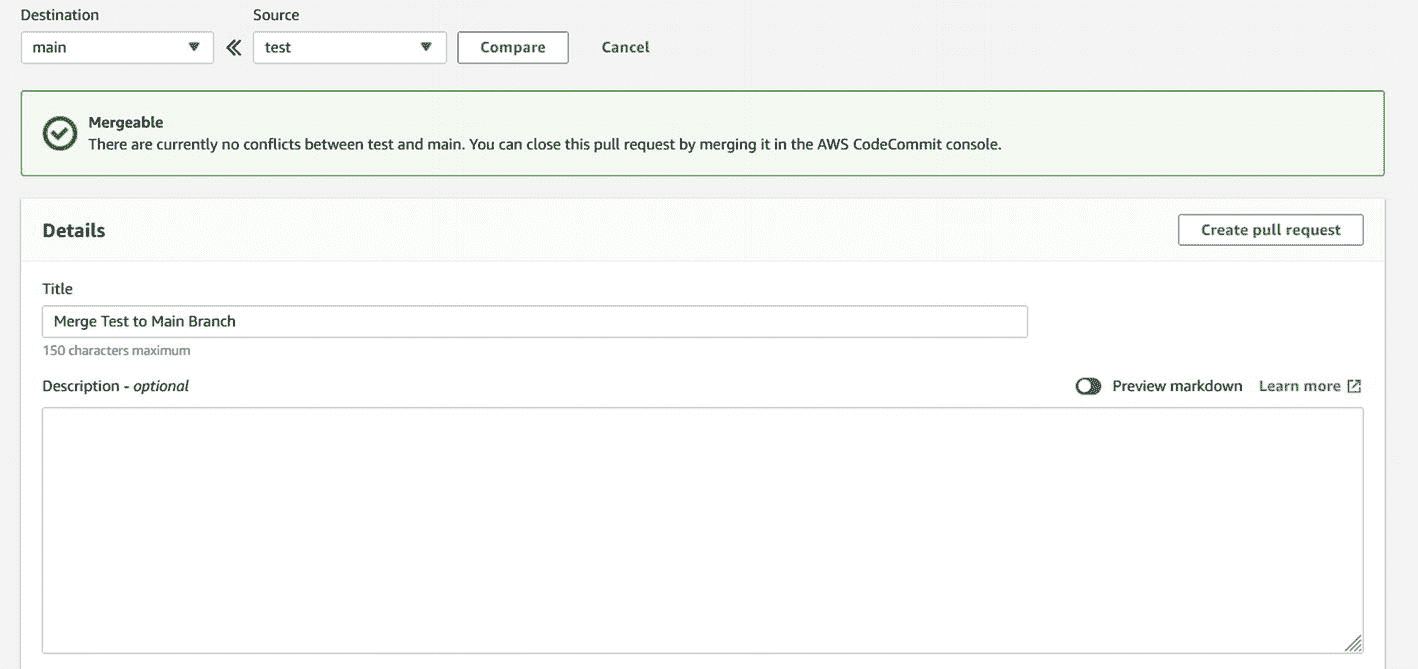 Destination Source
main test Compare Cancel
Mergeable
There are currently no conflicts between test and main. You can close this pull request by merging it in the AWS CodeCommit console.
Details Create pull request
Title
Merge Test to Main Branch
150 characters maximum
Description - optional Preview markdown Learn more